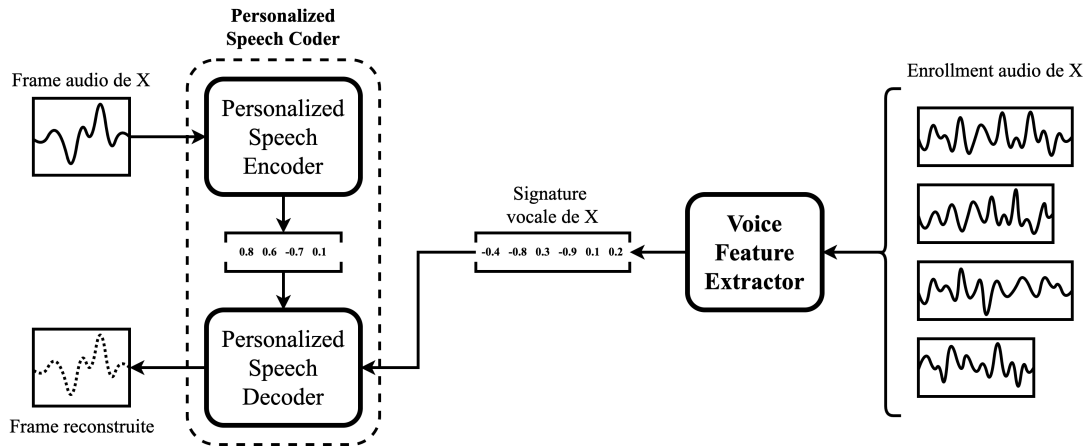 Personalized
Speech Coder
Frame audio de X
Personalized
Speech
Encoder
0.8 0.6 -0.7 0.1
Personalized
Speech
Decoder
Frame reconstruite
Signature
vocale de X
-0.4 -0.8 0.3 -0.9 0.1 0.2
Voice
Feature
Extractor
Enrollment audio de X